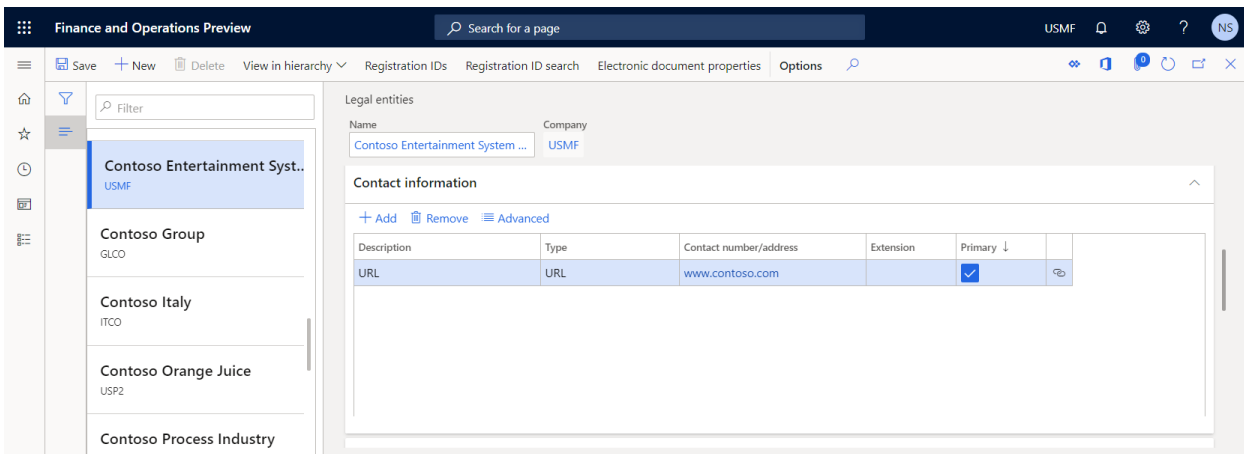 Finance and Operations Preview Search for a page USMF ? NS
Save New Delete View in hierarchy Registration IDs Registration ID search Electronic document properties Options 0
Filter
Contoso Entertainment Syst..
USMF
Contoso Group
GLCO
Contoso Italy
ITCO
Contoso Orange Juice
USP2
Contoso Process Industry
Legal entities
Name Company
Contoso Entertainment System ... USMF
Contact information
Add Remove Advanced
Description Type Contact number/address Extension Primary ↓
URL URL www.contoso.com